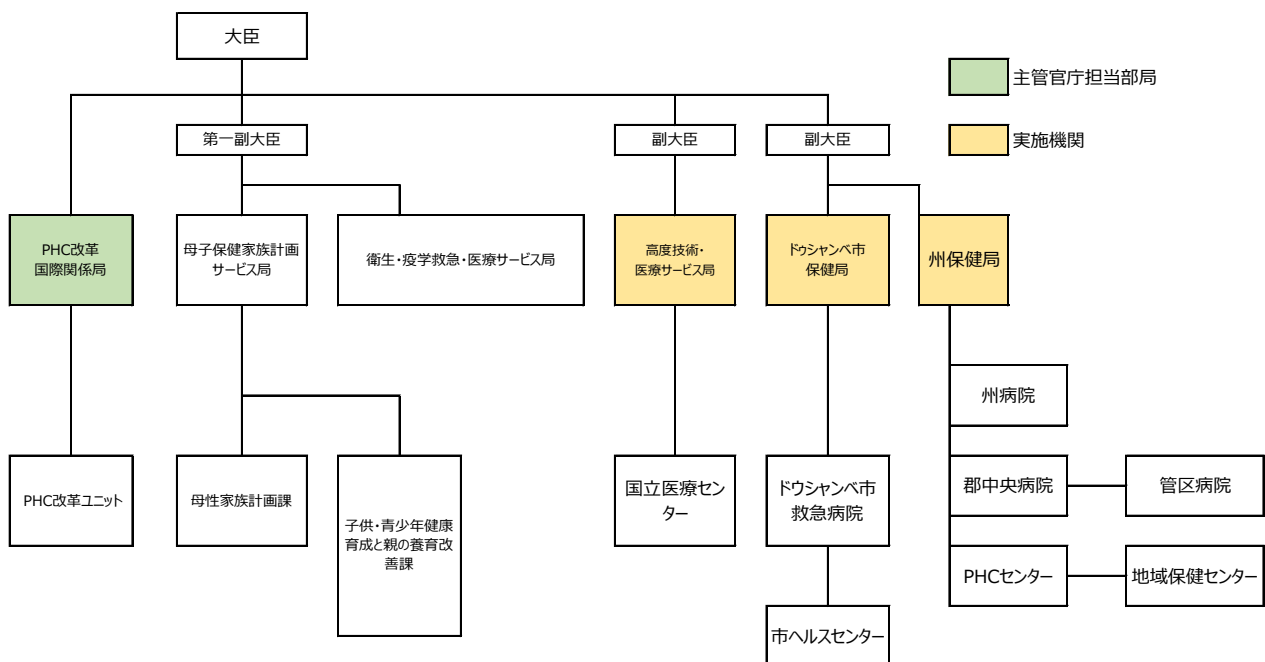 大臣
主管官庁担当部局
第一副大臣
副大臣
副大臣
実施機関
PHC改革
国際関係局
母子保健家族計画
サービス局
衛生・疫学救急・医療サービス局
高度技術・
医療サービス局
ドゥシャンベ市
保健局
州保健局
州病院
PHC改革ユニット
母性家族計画課
子供・青少年健康
育成と親の養育改
善課
国立医療セン
ター
ドウシャンベ市
救急病院
郡中央病院
管区病院
PHCセンター
地域保健センター
市ヘルスセンター